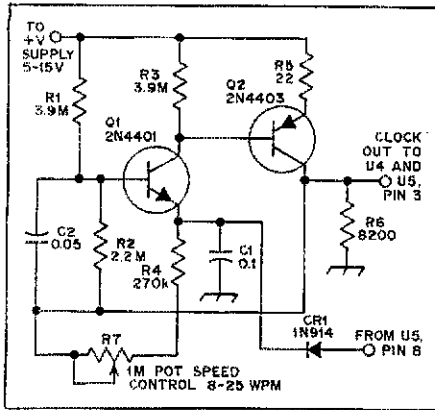 TO
+V
SUPPLY
5-15V
R1
3.9M
R3
3.9M
Q1
2N4401
Q2
2N4403
R5
22
CLOCK
OUT TO
U4 AND
U5,
PIN 3
C2
0.05
R2
2.2M
R4
270k
C1
0.1
R6
8200
CR1
1N914
FROM U5,
PIN 8
R7
1M POT SPEED
CONTROL 8-25 WPM